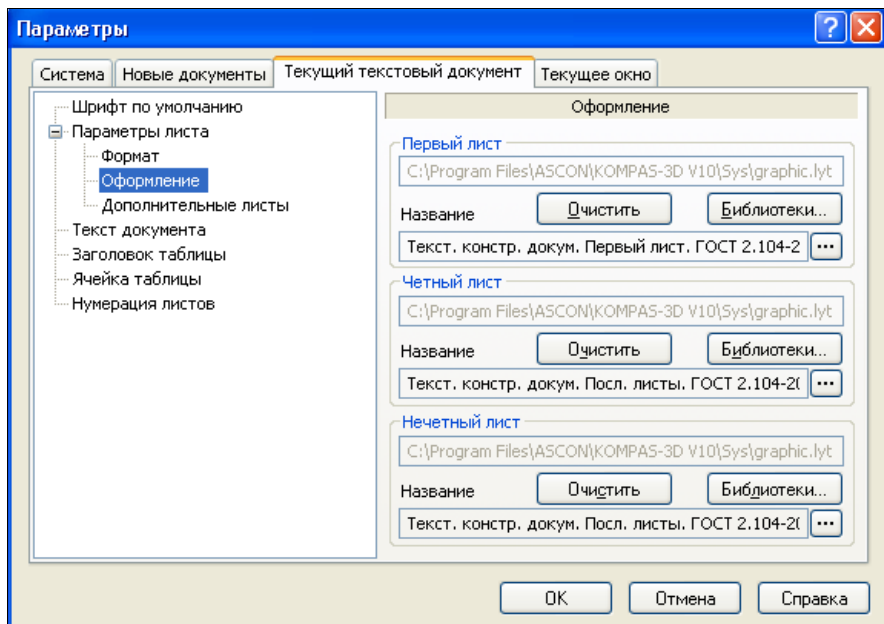 Параметры
Система
Новые документы
Текущий текстовый документ
Текущее окно
Шрифт по умолчанию
Параметры листа
Формат
Оформление
Дополнительные листы
Текст документа
Заголовок таблицы
Ячейка таблицы
Нумерация листов
Оформление
Первый лист
C:\Program Files\ASCON\KOMPAS-3D V10\Sys\graphic.lyt
Название
Очистить
Библиотеки...
Текст. констр. докум. Первый лист. ГОСТ 2.104-2
...
Четный лист
C:\Program Files\ASCON\KOMPAS-3D V10\Sys\graphic.lyt
Название
Очистить
Библиотеки...
Текст. констр. докум. Посл. листы. ГОСТ 2.104-20
...
Нечетный лист
C:\Program Files\ASCON\KOMPAS-3D V10\Sys\graphic.lyt
Название
Очистить
Библиотеки...
Текст. констр. докум. Посл. листы. ГОСТ 2.104-20
...
ОК
Отмена
Справка